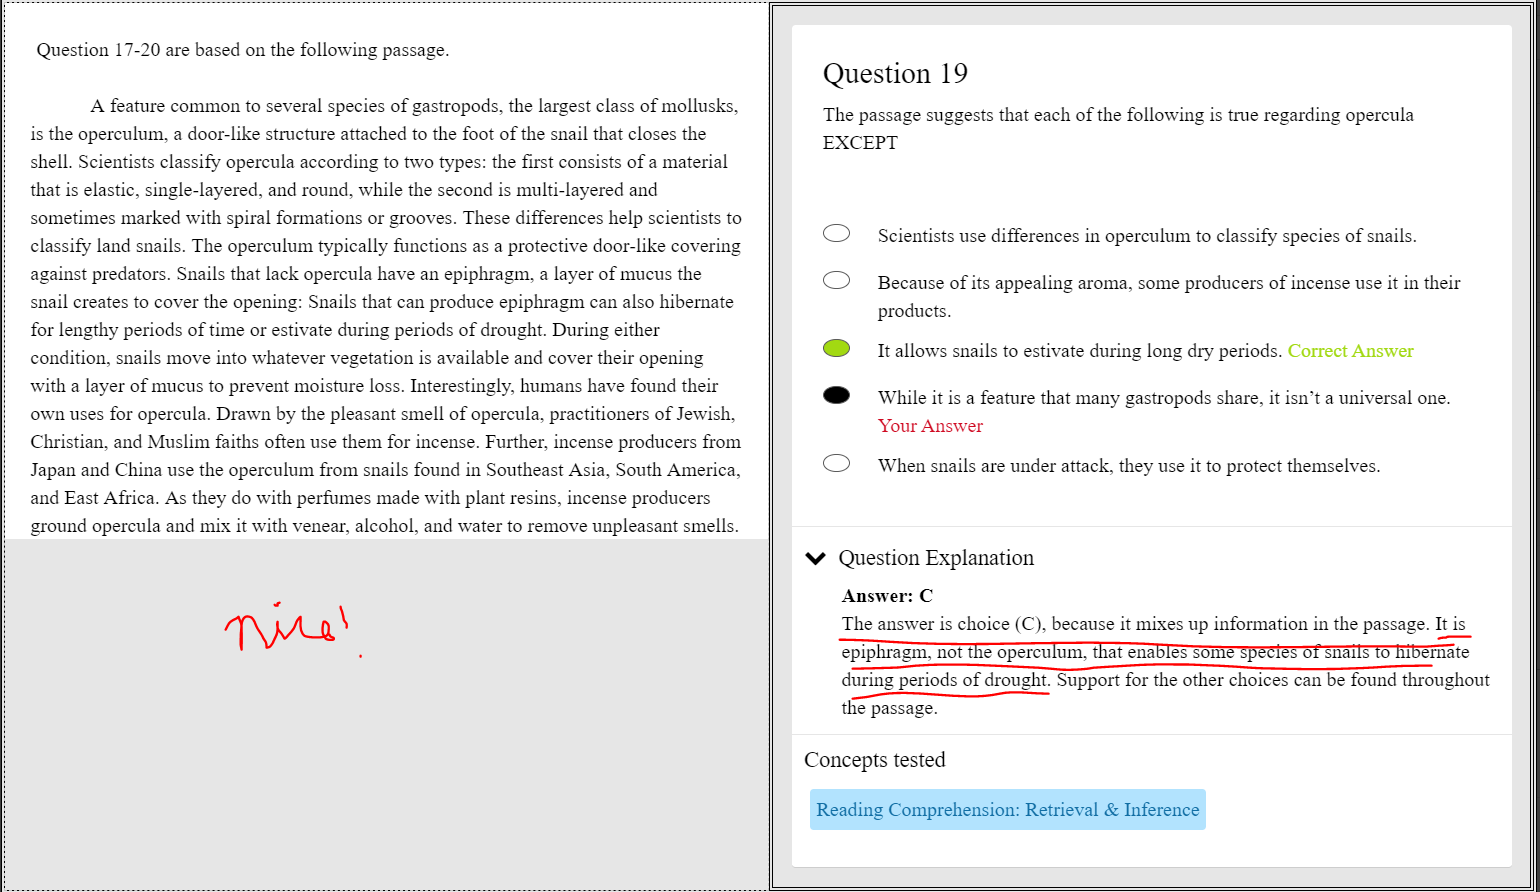 Question 17-20 are based on the following passage.
A feature common to several species of gastropods, the largest class of mollusks,
is the operculum, a door-like structure attached to the foot of the snail that closes the
shell. Scientists classify opercula according to two types: the first consists of a material
that is elastic, single-layered, and round, while the second is multi-layered and
sometimes marked with spiral formations or grooves. These differences help scientists to
classify land snails. The operculum typically functions as a protective door-like covering
against predators. Snails that lack opercula have an epiphragm, a layer of mucus the
snail creates to cover the opening: Snails that can produce epiphragm can also hibernate
for lengthy periods of time or estivate during periods of drought. During either
condition, snails move into whatever vegetation is available and cover their opening
with a layer of mucus to prevent moisture loss. Interestingly, humans have found their
own uses for opercula. Drawn by the pleasant smell of opercula, practitioners of Jewish,
Christian, and Muslim faiths often use them for incense. Further, incense producers from
Japan and China use the operculum from snails found in Southeast Asia, South America,
and East Africa. As they do with perfumes made with plant resins, incense producers
ground opercula and mix it with venear, alcohol, and water to remove unpleasant smells.
Question 19
The passage suggests that each of the following is true regarding opercula
EXCEPT
Scientists use differences in operculum to classify species of snails.
Because of its appealing aroma, some producers of incense use it in their
products.
It allows snails to estivate during long dry periods. Correct Answer
While it is a feature that many gastropods share, it isn’t a universal one.
Your Answer
When snails are under attack, they use it to protect themselves.
Question Explanation
Answer: C
The answer is choice (C), because it mixes up information in the passage. It is
epiphragm, not the operculum, that enables some species of snails to hibernate
during periods of drought. Support for the other choices can be found throughout
the passage.
Concepts tested
Reading Comprehension: Retrieval & Inference